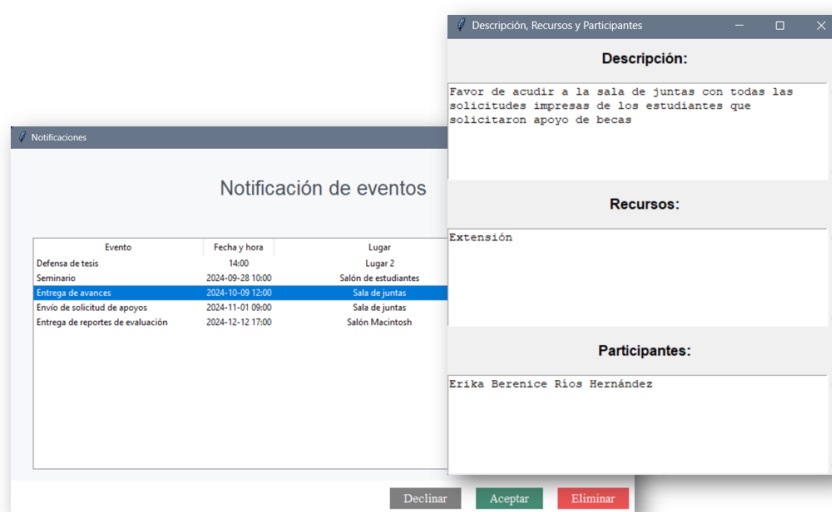 Descripción, Recursos y Participantes
Descripción:
Favor de acudir a la sala de juntas con todas las
solicitudes impresas de los estudiantes que
solicitaron apoyo de becas
Recursos:
Extensión
Participantes:
Erika Berenice Ríos Hernández
Notificaciones
Notificación de eventos
Evento Fecha y hora Lugar
Defensa de tesis 14:00 Lugar 2
Seminario 2024-09-28 10:00 Salón de estudiantes
Entrega de avances 2024-10-09 12:00 Sala de juntas
Envío de solicitud de apoyos 2024-11-01 09:00 Sala de juntas
Entrega de reportes de evaluación 2024-12-12 17:00 Salón Macintosh
Declinar Aceptar Eliminar